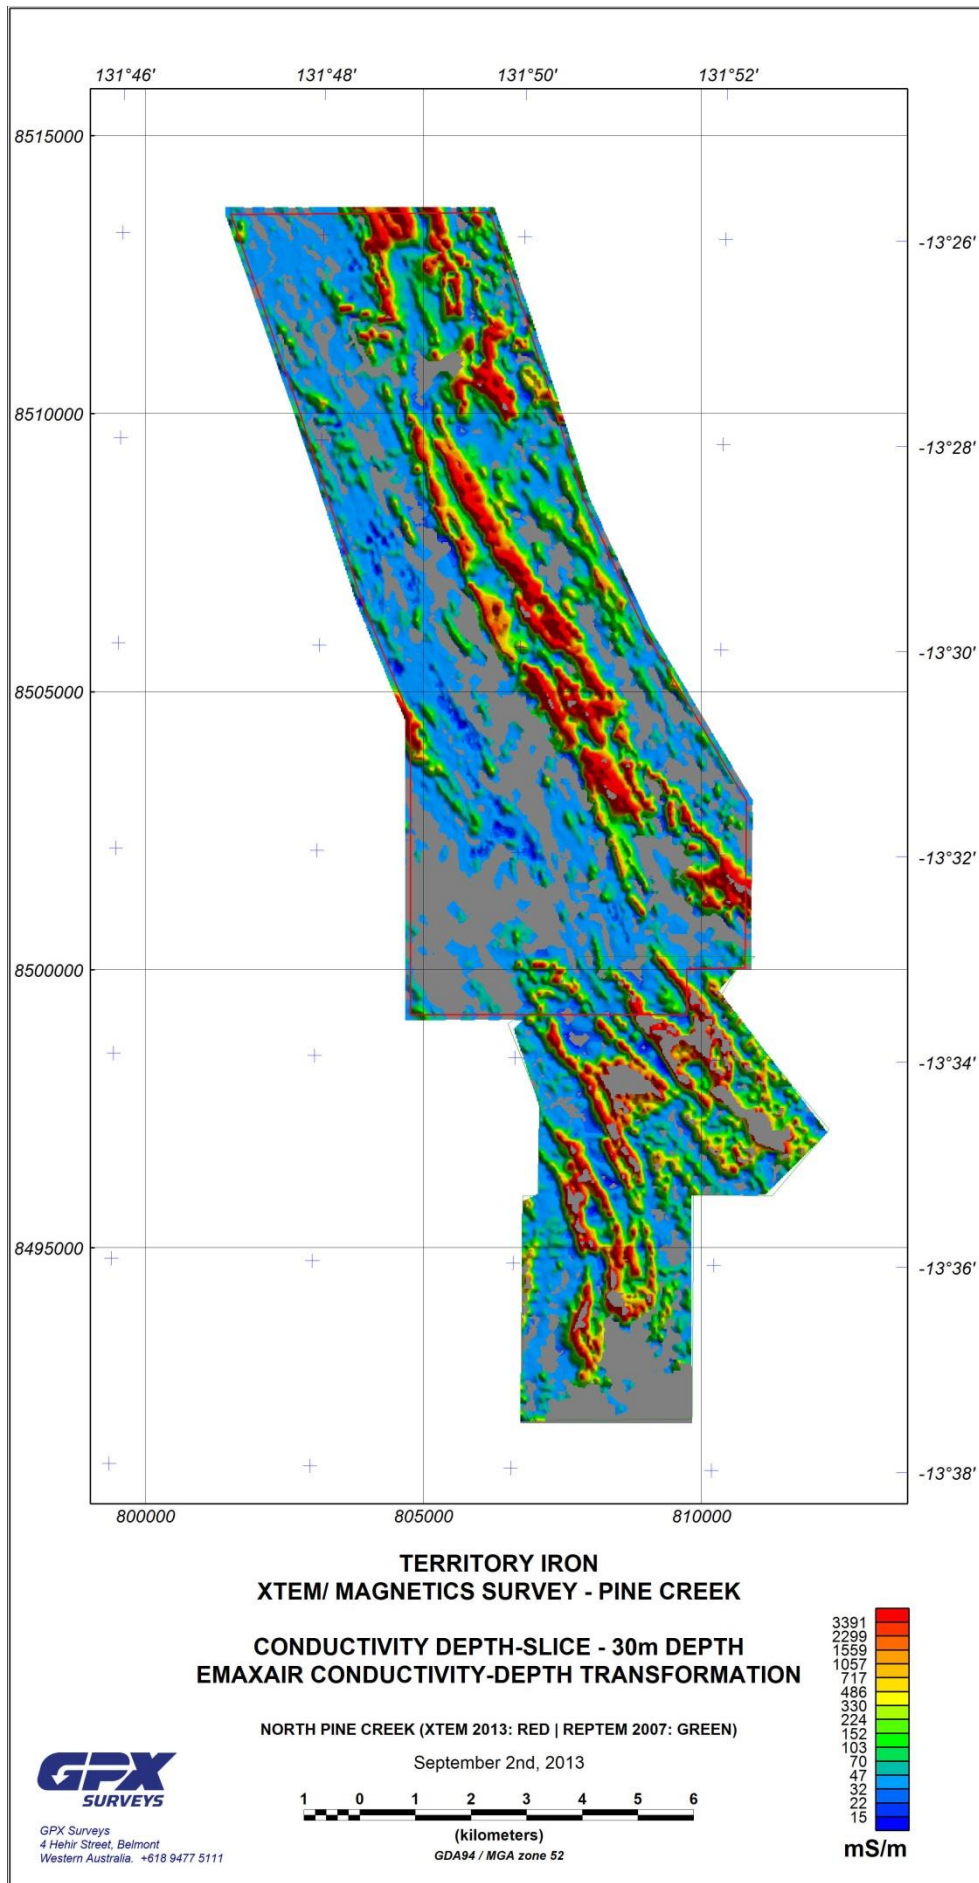 131°46' 131°48' 131°50' 131°52'
8515000
-13°26'
8510000
-13°28'
-13°30'
8505000
-13°32'
8500000
-13°34'
8495000
-13°36'
-13°38'
800000 805000 810000
TERRITORY IRON
XTEM/ MAGNETICS SURVEY - PINE CREEK
CONDUCTIVITY DEPTH-SLICE - 30m DEPTH
EMAXAIR CONDUCTIVITY-DEPTH TRANSFORMATION
NORTH PINE CREEK (XTEM 2013: RED | REPTEM 2007: GREEN)
September 2nd, 2013
1 0 1 2 3 4 5 6
(kilometers)
GDA94 / MGA zone 52
GPX
SURVEYS
GPX Surveys
4 Hehir Street, Belmont
Western Australia. +618 9477 5111
3391
2299
1559
1057
717
486
330
224
152
103
70
47
32
22
15
mS/m